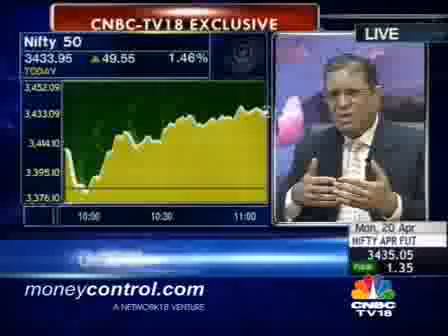 CNBC-TV18 EXCLUSIVE
Nifty 50
3433.95 49.55 1.46%
TODAY
LIVE
3,452.09
3,433.09
3,414.10
3,395.10
3,376.10
10:00 10:30 11:00
Mon, 20 Apr
NIFTY APR FUT
3435.05
1.35
moneycontrol.com
A NETWORK18 VENTURE
CNBC
TV18